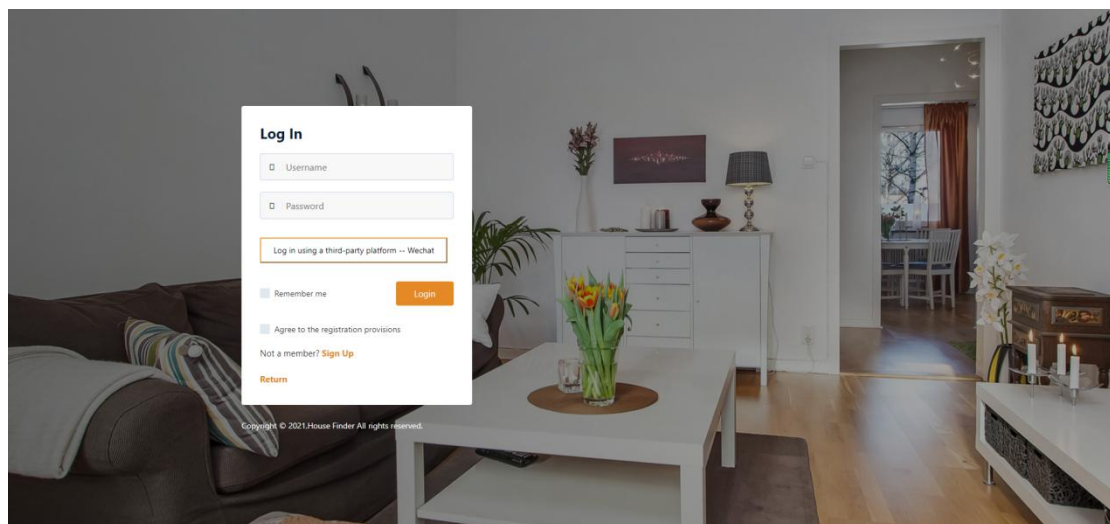 Log In
Username
Password
Log in using a third-party platform -- Wechat
Remember me
Login
Agree to the registration provisions
Not a member? Sign Up
Return
Copyright © 2021.House Finder All rights reserved.